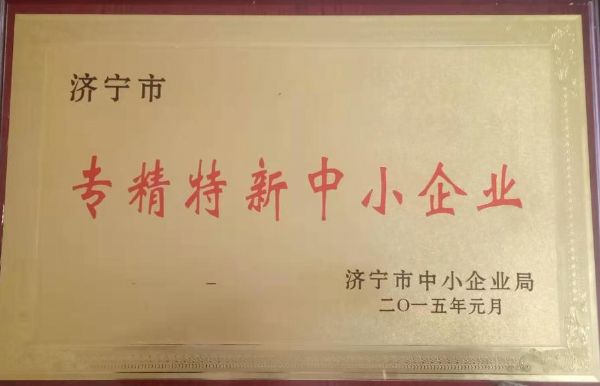 济宁市
专精特新中小企业
济宁市中小企业局
二〇一五年元月